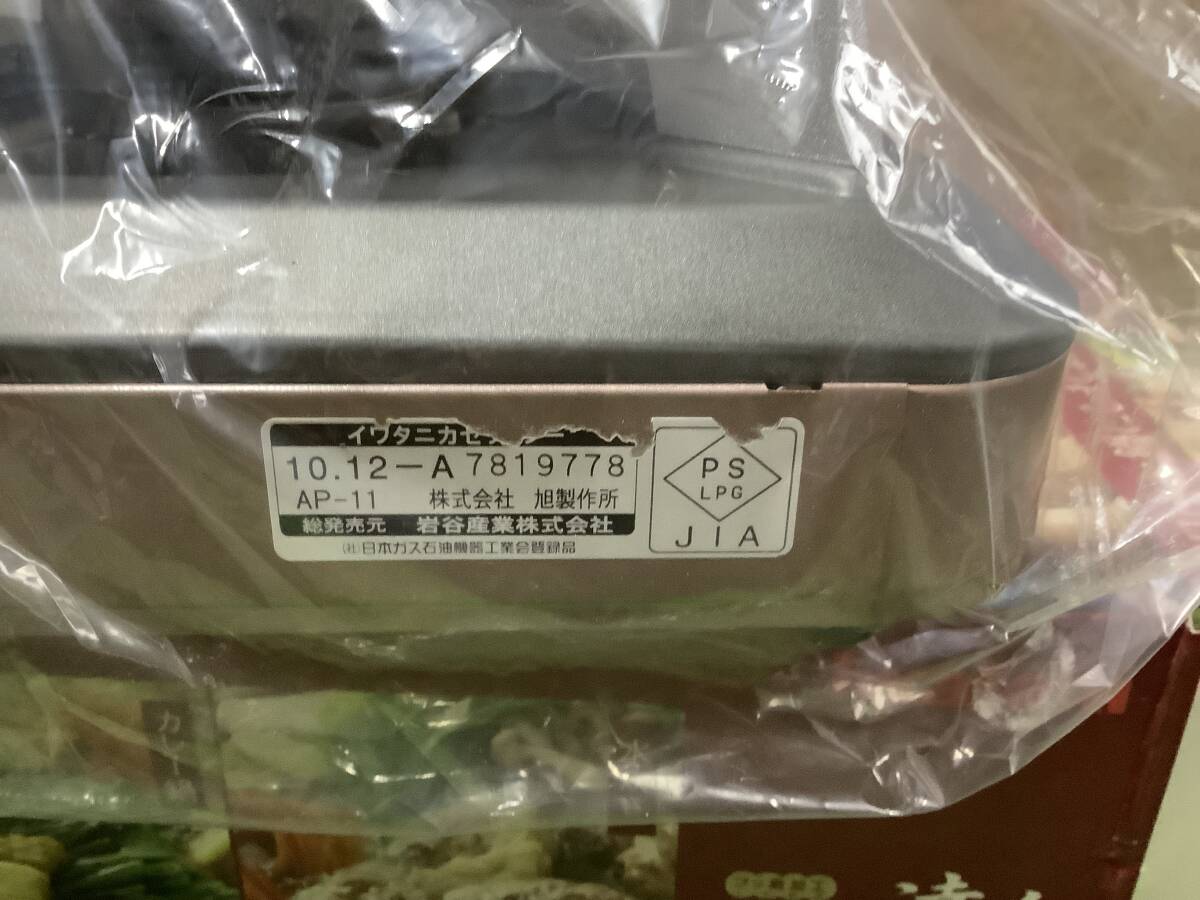 イワタニカセ
10.12-A 7819778
AP-11 株式会社 旭製作所
総発売元 岩谷産業株式会社
(社)日本ガス石油機器工業会登録品
PS
LPG
JIA